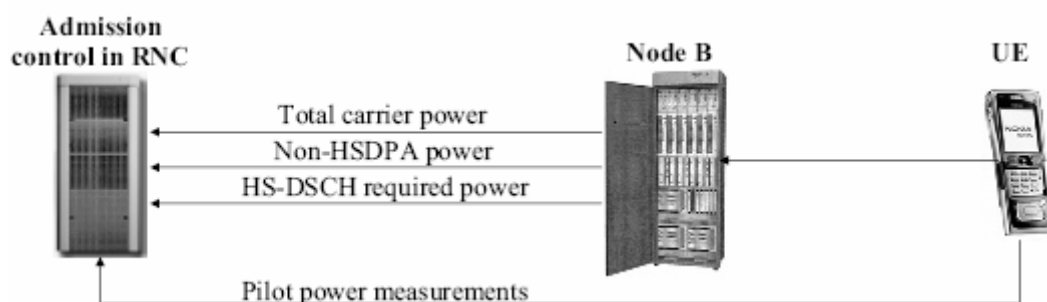 Admission
control in RNC
Node B
UE
Total carrier power
Non-HSDPA power
HS-DSCH required power
Pilot power measurements